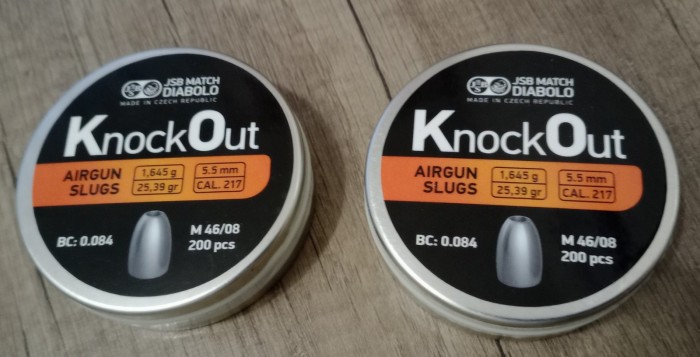 JSB MATCH
DIABOLO
MADE IN CZECH REPUBLIC
KnockOut
AIRGUN
SLUGS
1,645 g
25,39 gr
5.5 mm
CAL. 217
BC: 0.084
M 46/08
200 pcs
JSB MATCH
DIABOLO
MADE IN CZECH REPUBLIC
KnockOut
AIRGUN
SLUGS
1,645 g
25,39 gr
5.5 mm
CAL. 217
BC: 0.084
M 46/08
200 pcs